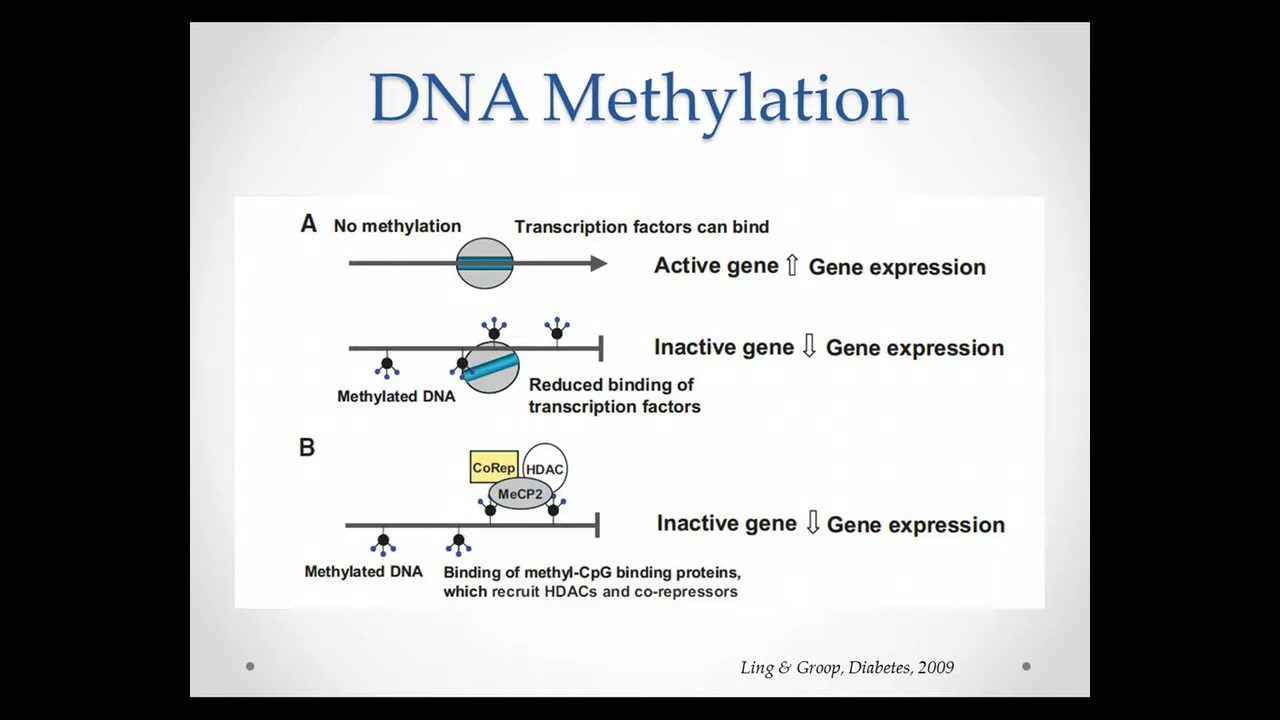 DNA Methylation
A No methylation Transcription factors can bind
Active gene ⇧ Gene expression
Inactive gene ⇩ Gene expression
Methylated DNA
Reduced binding of
transcription factors
B
CoRep HDAC
MeCP2
Inactive gene ⇩ Gene expression
Methylated DNA
Binding of methyl-CpG binding proteins,
which recruit HDACs and co-repressors
Ling & Groop, Diabetes, 2009